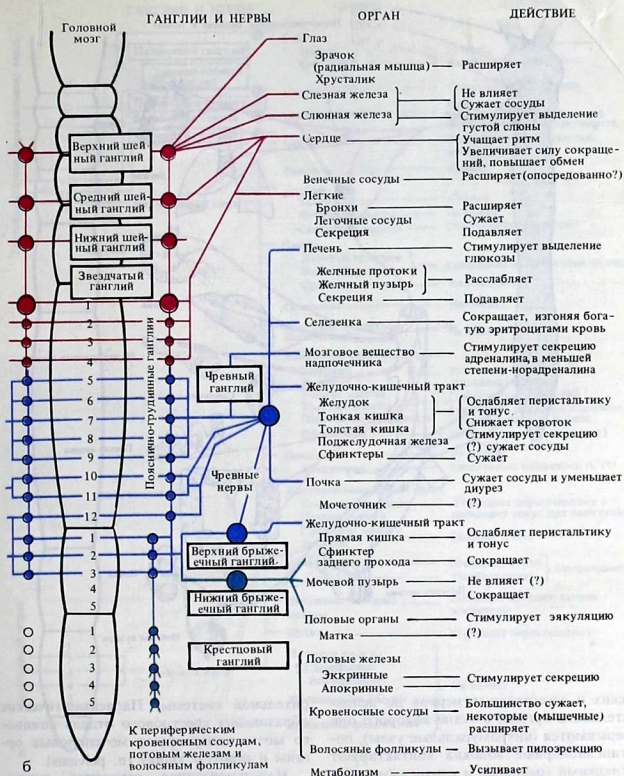 ГАНГЛИИ И НЕРВЫ
ОРГАН
ДЕЙСТВИЕ
Головной
мозг
Верхний шей-
ный ганглий
Средний шей-
ный ганглий
Нижний шей-
ный ганглий
Звездчатый
ганглий
1
2
3
4
5
6
7
8
9
10
11
12
1
2
3
4
5
1
2
3
4
5
Пояснично-грудинные ганглии
Чревный
ганглий
Чревные
нервы
Верхний брыже-
ечный ганглий
Нижний брыже-
ечный ганглий
Крестцовый
ганглий
К периферическим
кровеносным сосудам,
потовым железам и
волосяным фолликулам
б
Глаз
Зрачок
(радиальная мышца) Расширяет
Хрусталик
Слезная железа Не влияет
Сужает сосуды
Слюнная железа Стимулирует выделение
густой слюны
Сердце Учащает ритм
Увеличивает силу сокраще-
ний, повышает обмен
Венечные сосуды Расширяет(опосредованно?)
Легкие
Бронхи Расширяет
Легочные сосуды Сужает
Секреция Подавляет
Печень Стимулирует выделение
глюкозы
Желчные протоки
Желчный пузырь Расслабляет
Секреция Подавляет
Селезенка Сокращает, изгоняя бога-
тую эритроцитами кровь
Мозговое вещество
надпочечника Стимулирует секрецию
адреналина, в меньшей
степени-норадреналина
Желудочно-кишечный тракт
Желудок Ослабляет перистальтику
Тонкая кишка и тонус
Толстая кишка Снижает кровоток
Поджелудочная железа Стимулирует секрецию
(?) сужает сосуды
Сфинктеры Сужает
Почка Сужает сосуды и уменьшает
диурез
Мочеточник (?)
Желудочно-кишечный тракт
Прямая кишка Ослабляет перистальтику
и тонус
Сфинктер
заднего прохода Сокращает
Мочевой пузырь Не влияет (?)
Сокращает
Половые органы Стимулирует эякуляцию
Матка (?)
Потовые железы
Эккринные Стимулирует секрецию
Апокринные
Кровеносные сосуды Большинство сужает,
некоторые (мышечные)
расширяет
Волосяные фолликулы Вызывает пилоэрекцию
Метаболизм Усиливает